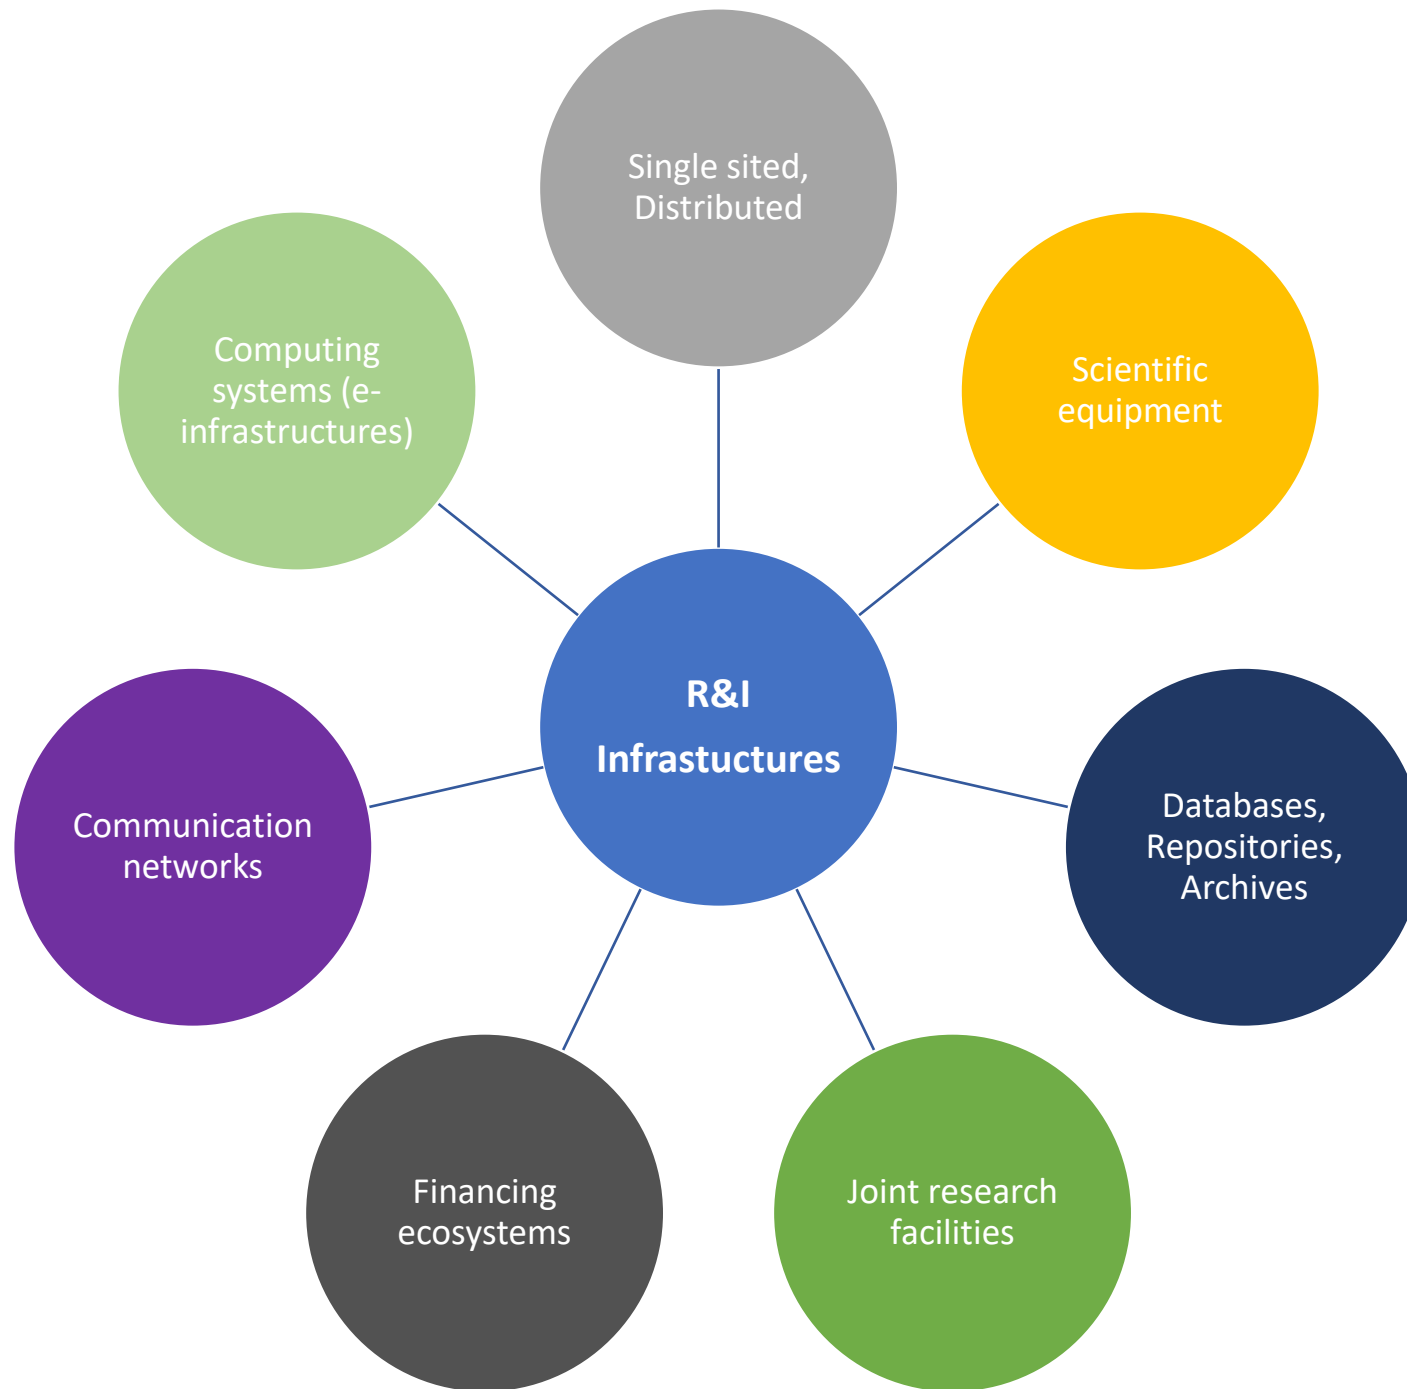 Single sited,
Distributed
Scientific
equipment
Databases,
Repositories,
Archives
Joint research
facilities
Financing
ecosystems
Communication
networks
Computing
systems (e-
infrastructures)
R&I
Infrastuctures